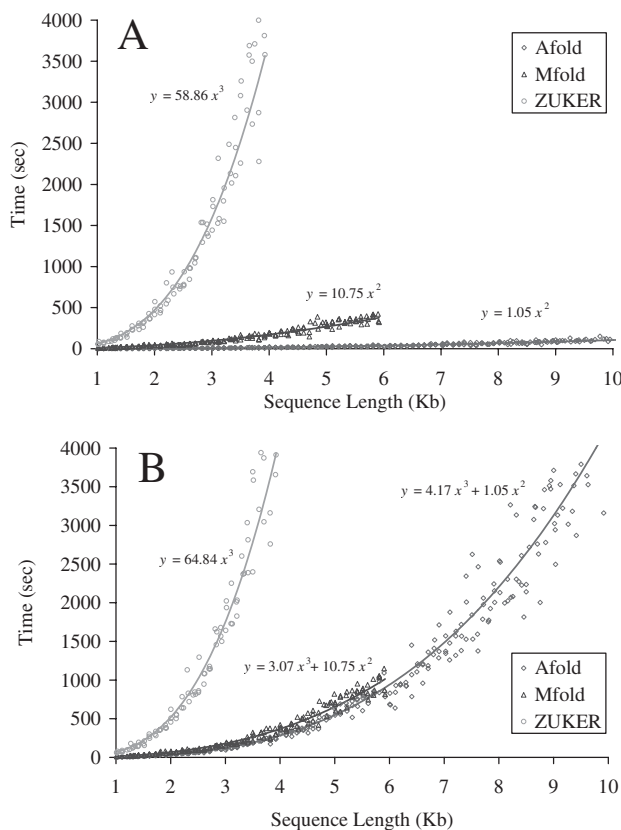 A
4000
3500
3000
2500
2000
1500
1000
500
0
Time (sec)
y = 58.86 x³
Afold
Mfold
ZUKER
y = 10.75 x²
y = 1.05 x²
1 2 3 4 5 6 7 8 9 10
Sequence Length (Kb)
B
4000
3500
3000
2500
2000
1500
1000
500
0
Time (sec)
y = 4.17 x³ + 1.05 x²
y = 64.84 x³
y = 3.07 x³ + 10.75 x²
Afold
Mfold
ZUKER
1 2 3 4 5 6 7 8 9 10
Sequence Length (Kb)